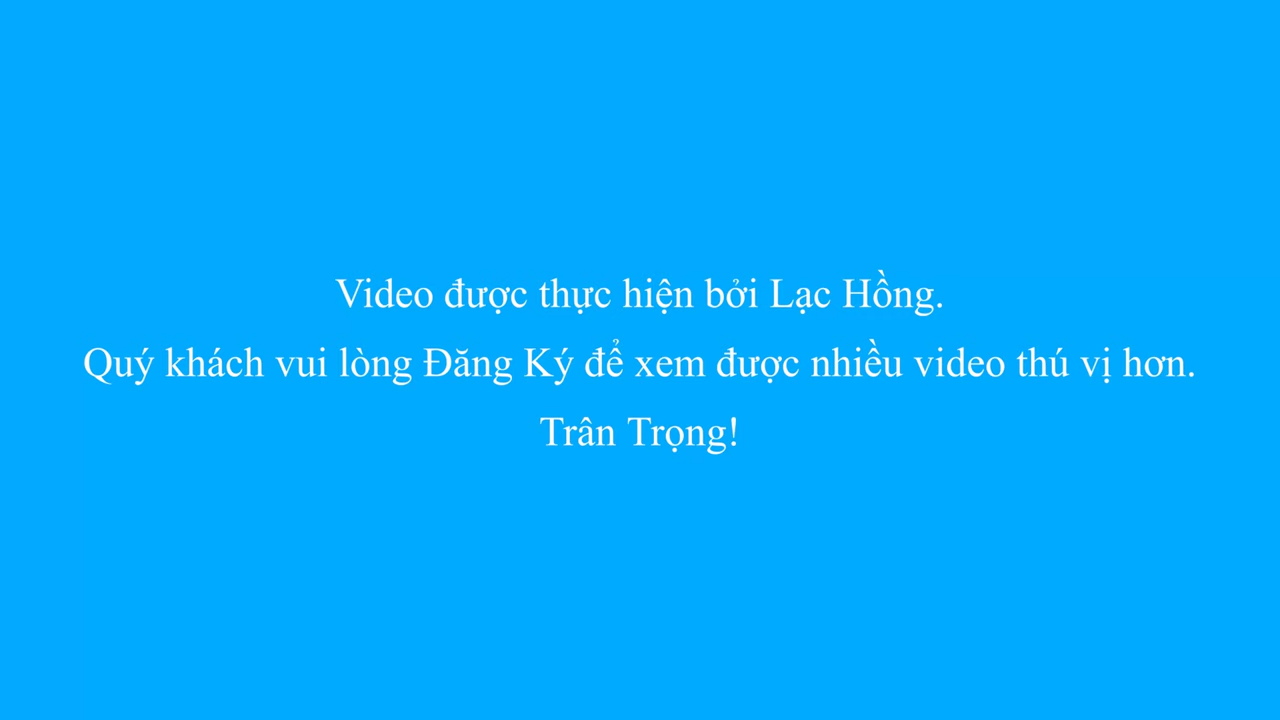 Video được thực hiện bởi Lạc Hồng.
Quý khách vui lòng Đăng Ký để xem được nhiều video thú vị hơn.
Trân Trọng!